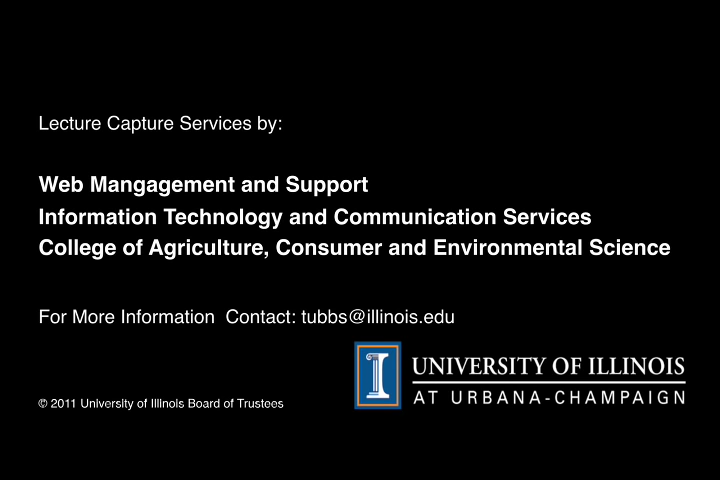 Lecture Capture Services by:
Web Mangagement and Support
Information Technology and Communication Services
College of Agriculture, Consumer and Environmental Science
For More Information  Contact: tubbs@illinois.edu
UNIVERSITY OF ILLINOIS
AT URBANA-CHAMPAIGN
© 2011 University of Illinois Board of Trustees